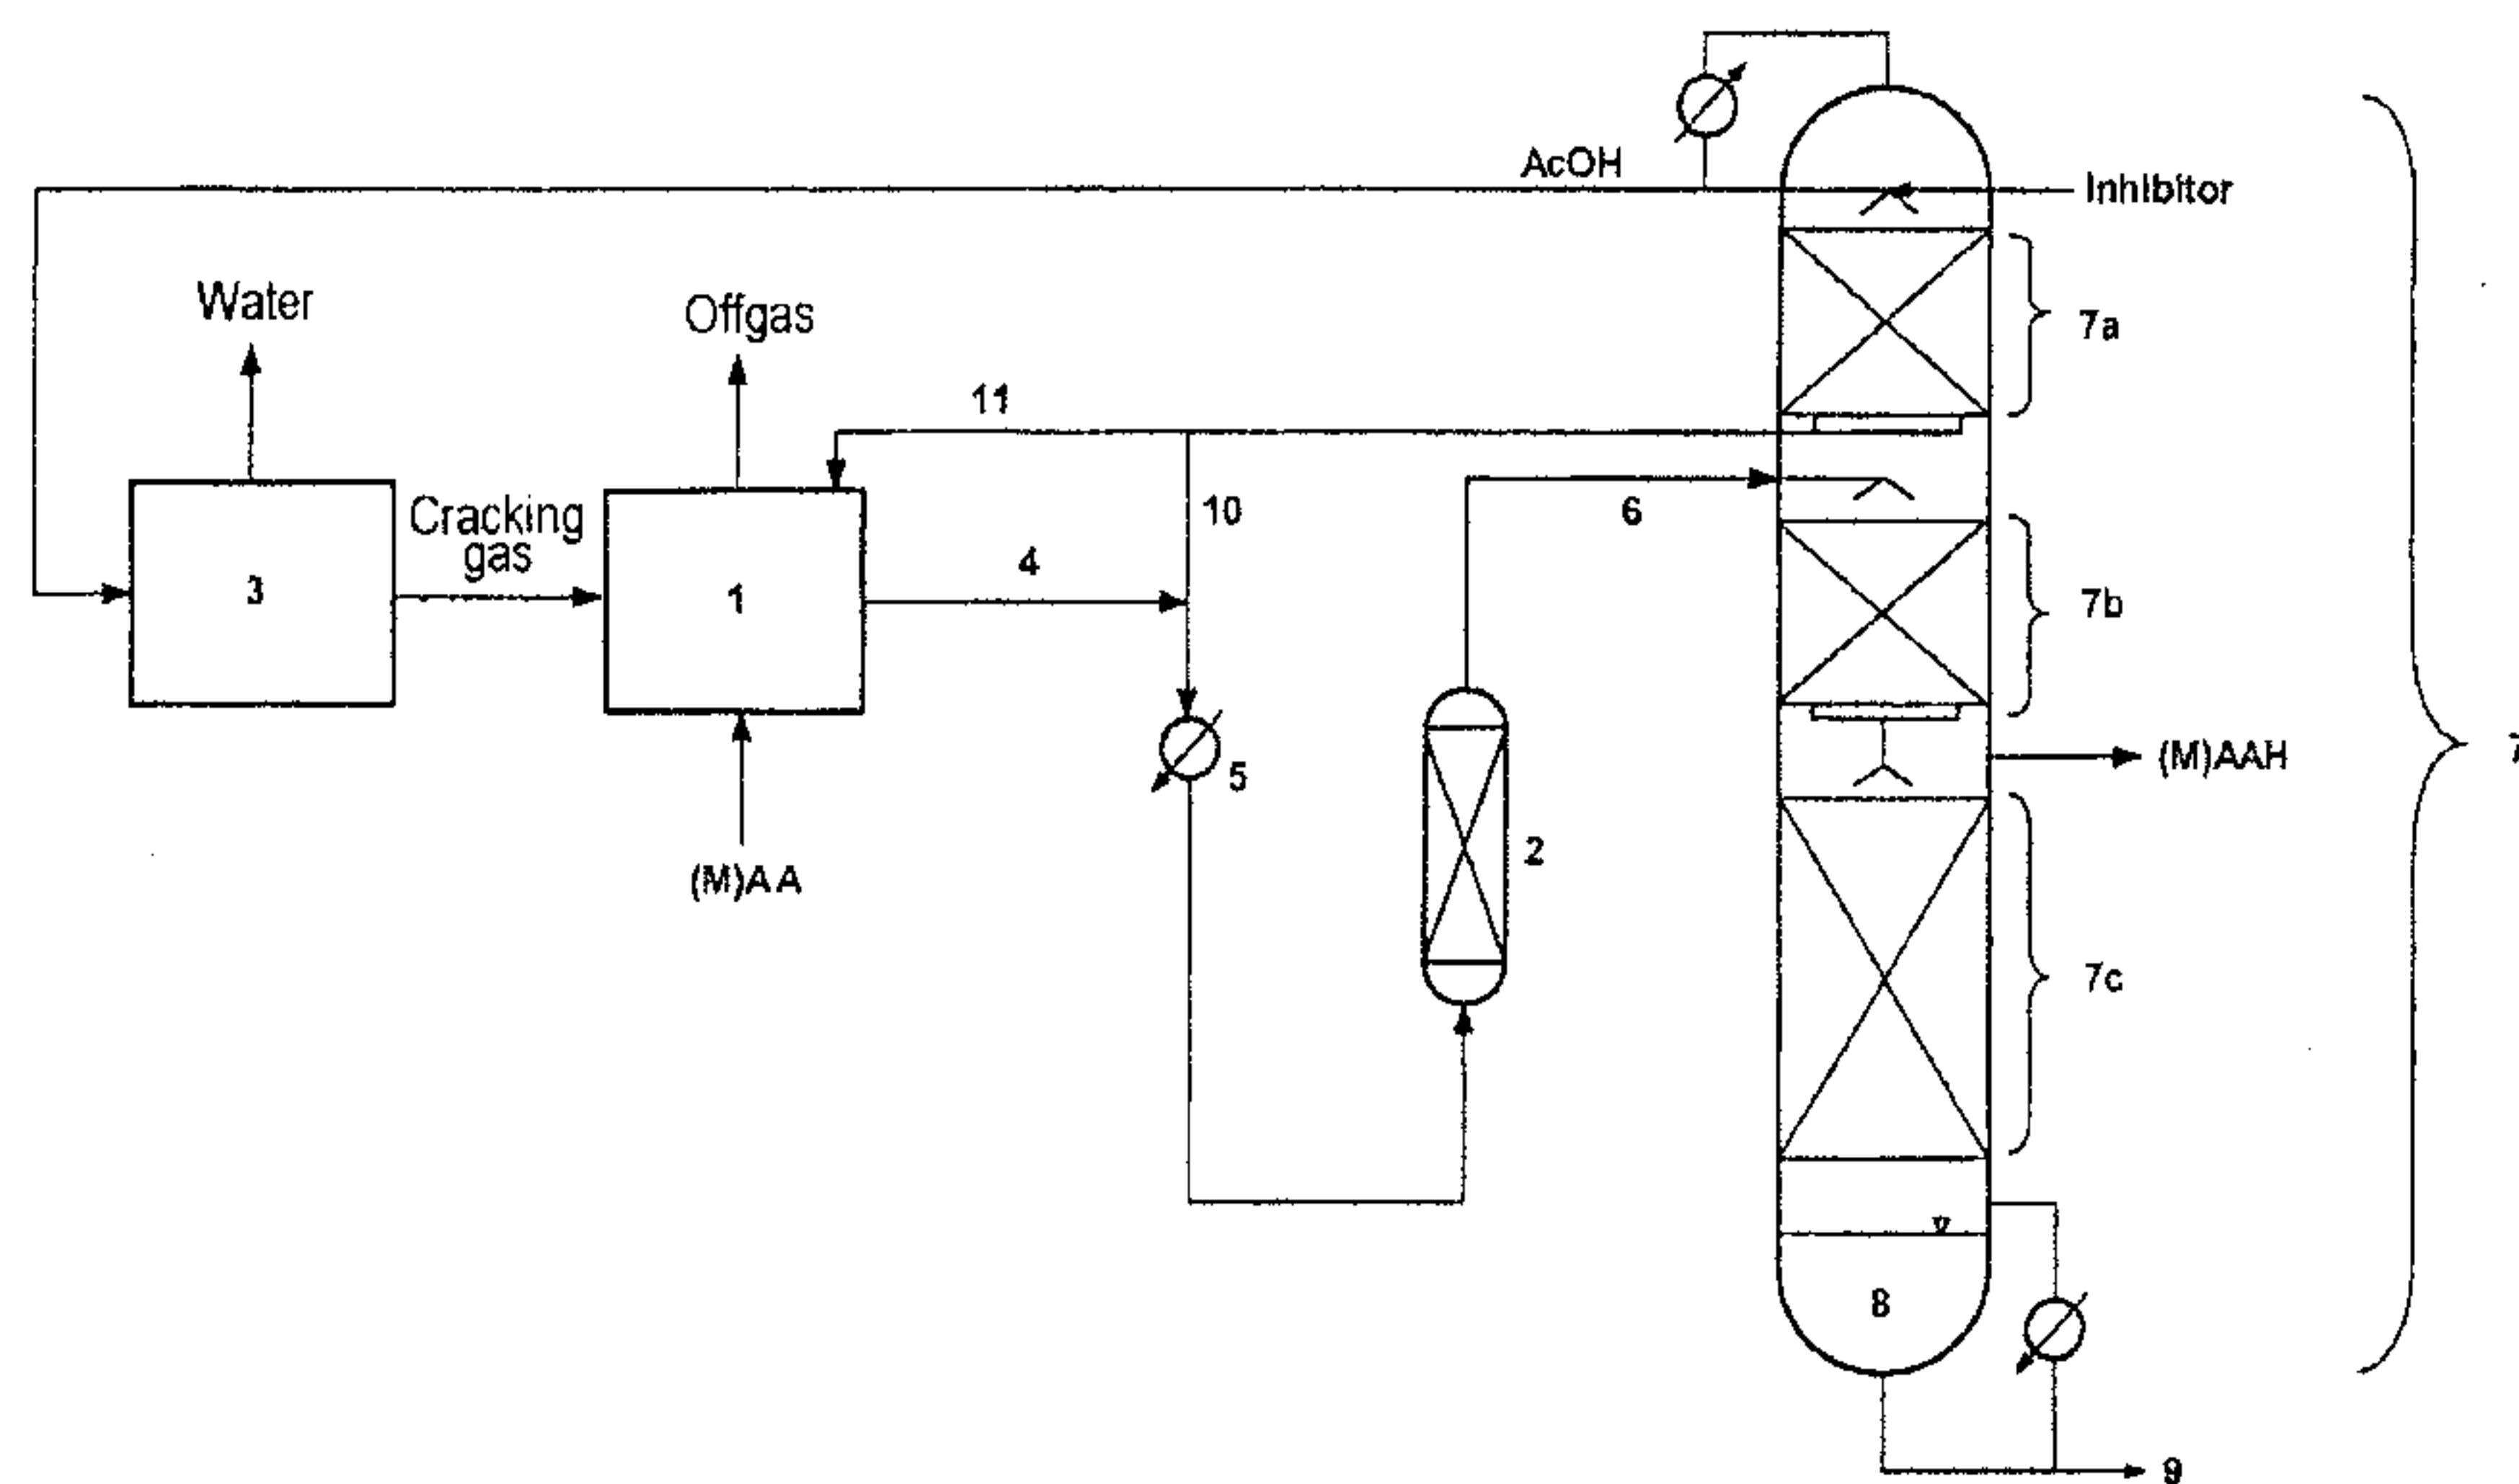 AcOH
Inhibitor
Water
Offgas
7a
11
Cracking
gas
10
6
4
3
1
7b
5
(M)AAH
7
2
(M)AA
7c
8
9